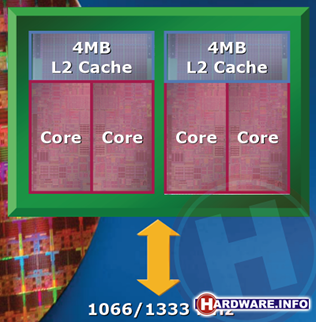 4MB
L2 Cache
4MB
L2 Cache
Core
Core
Core
Core
1066/1333
HARDWARE.INFO